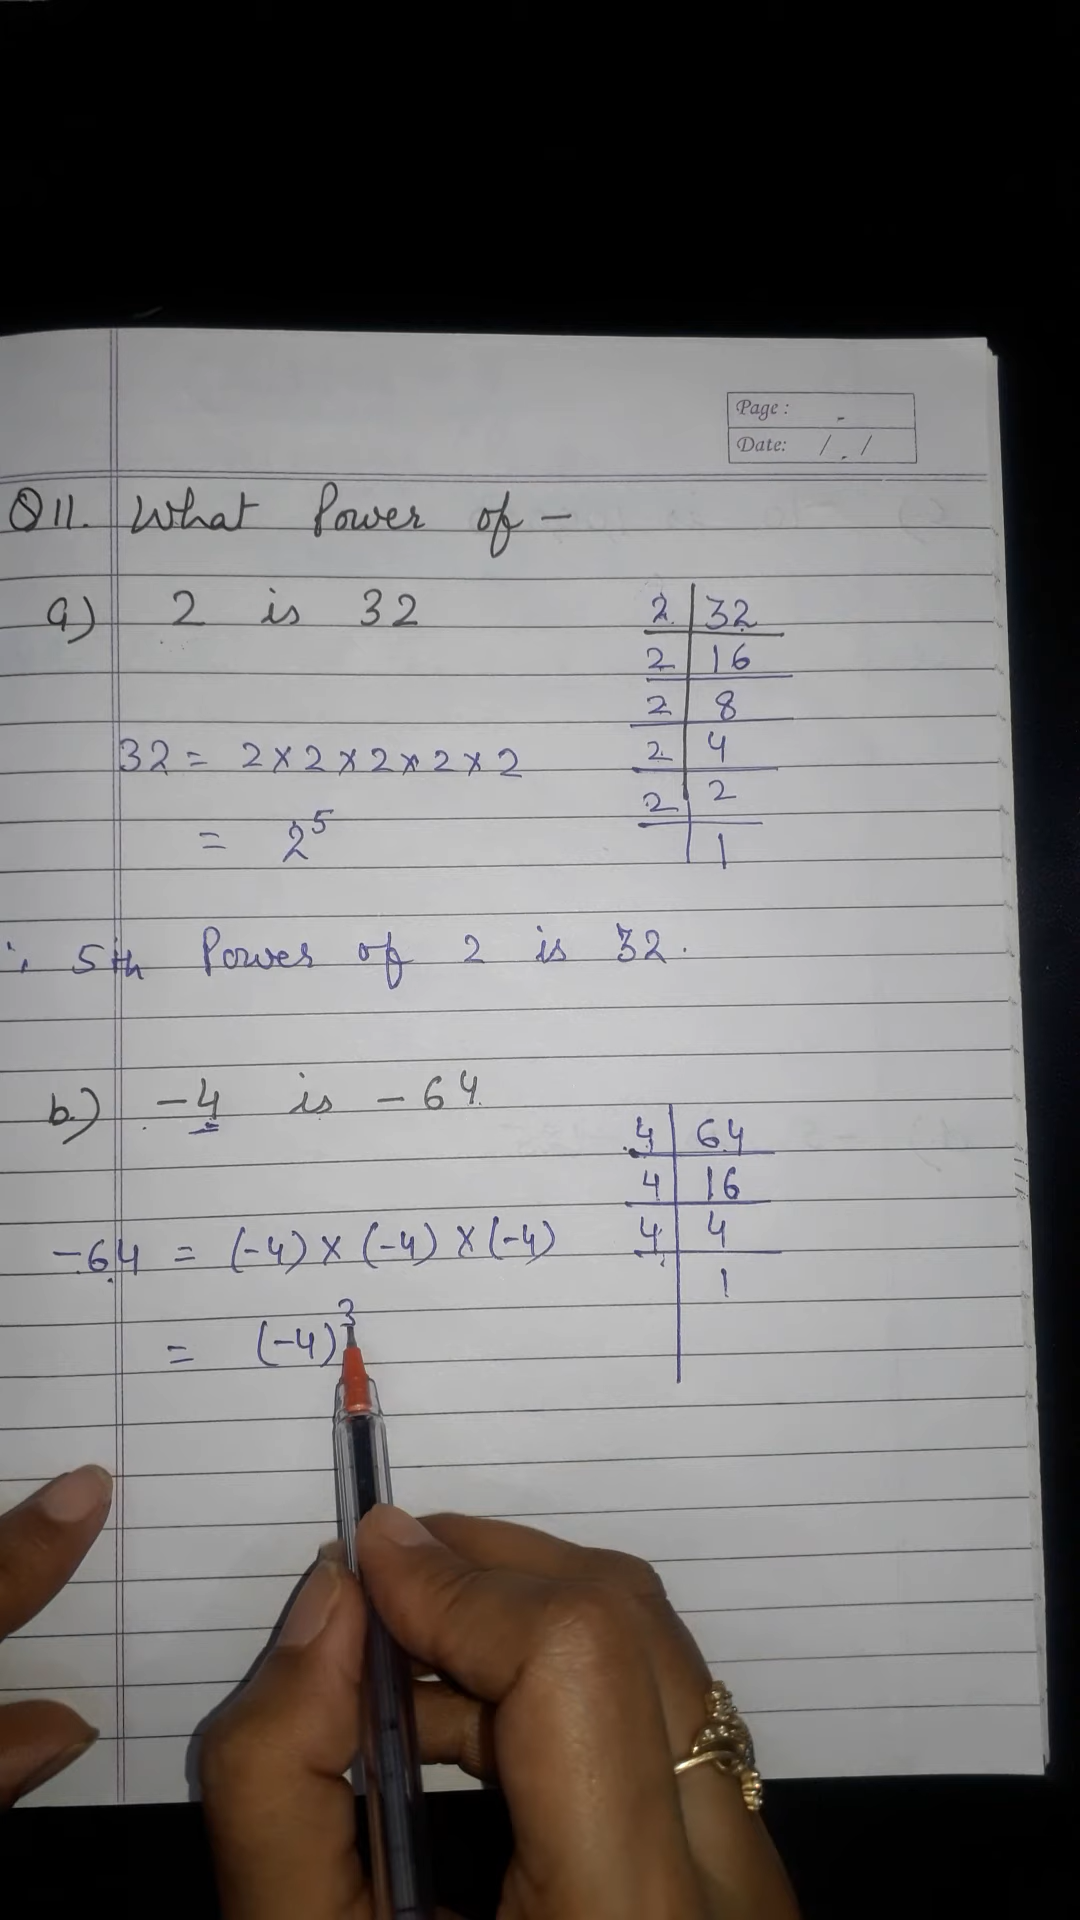 Page :
Date: / /
Q11. What Power of -
a) 2 is 32
2 | 32
2 | 16
2 | 8
2 | 4
2 | 2
1
32 = 2 × 2 × 2 × 2 × 2
= 2⁵
∴ 5th Power of 2 is 32.
b.) -4 is -64
4 | 64
4 | 16
4 | 4
1
-64 = (-4) × (-4) × (-4)
= (-4)³